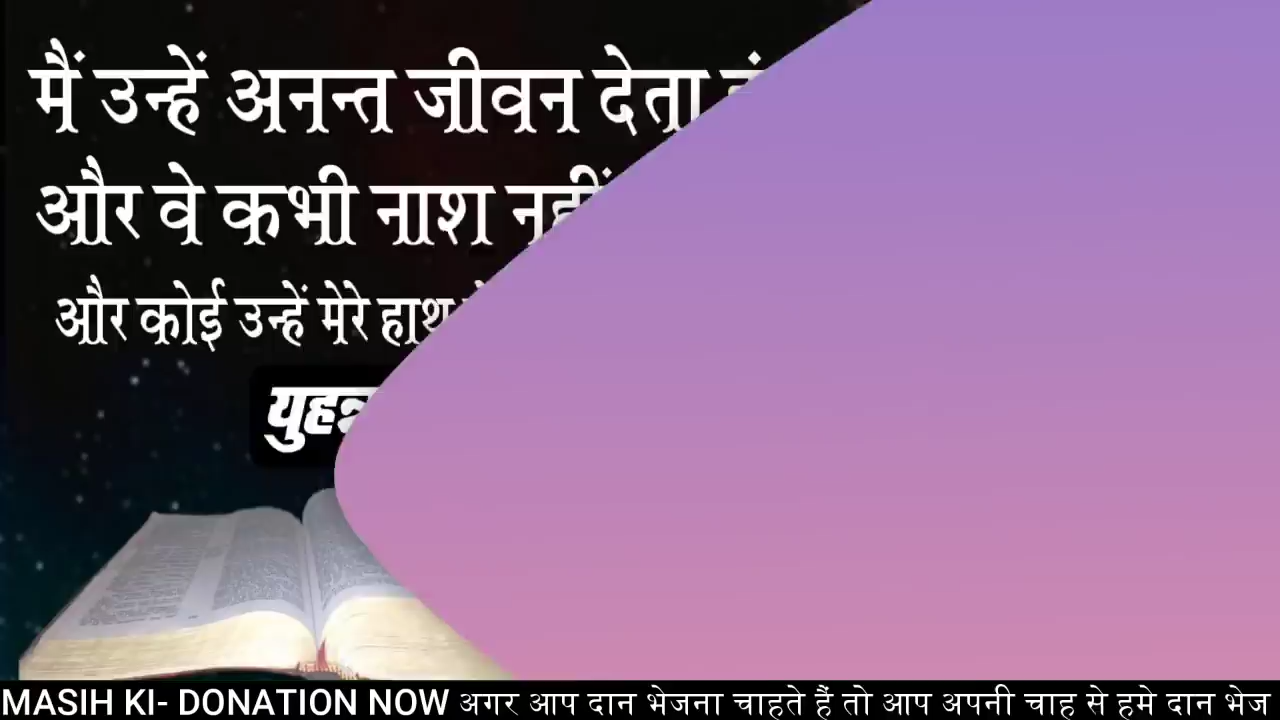 मैं उन्हें अनन्त जीवन देता
और वे कभी नाश नहीं
और कोई उन्हें मेरे हाथ
MASIH KI- DONATION NOW अगर आप दान भेजना चाहते हैं तो आप अपनी चाह से हमे दान भेज